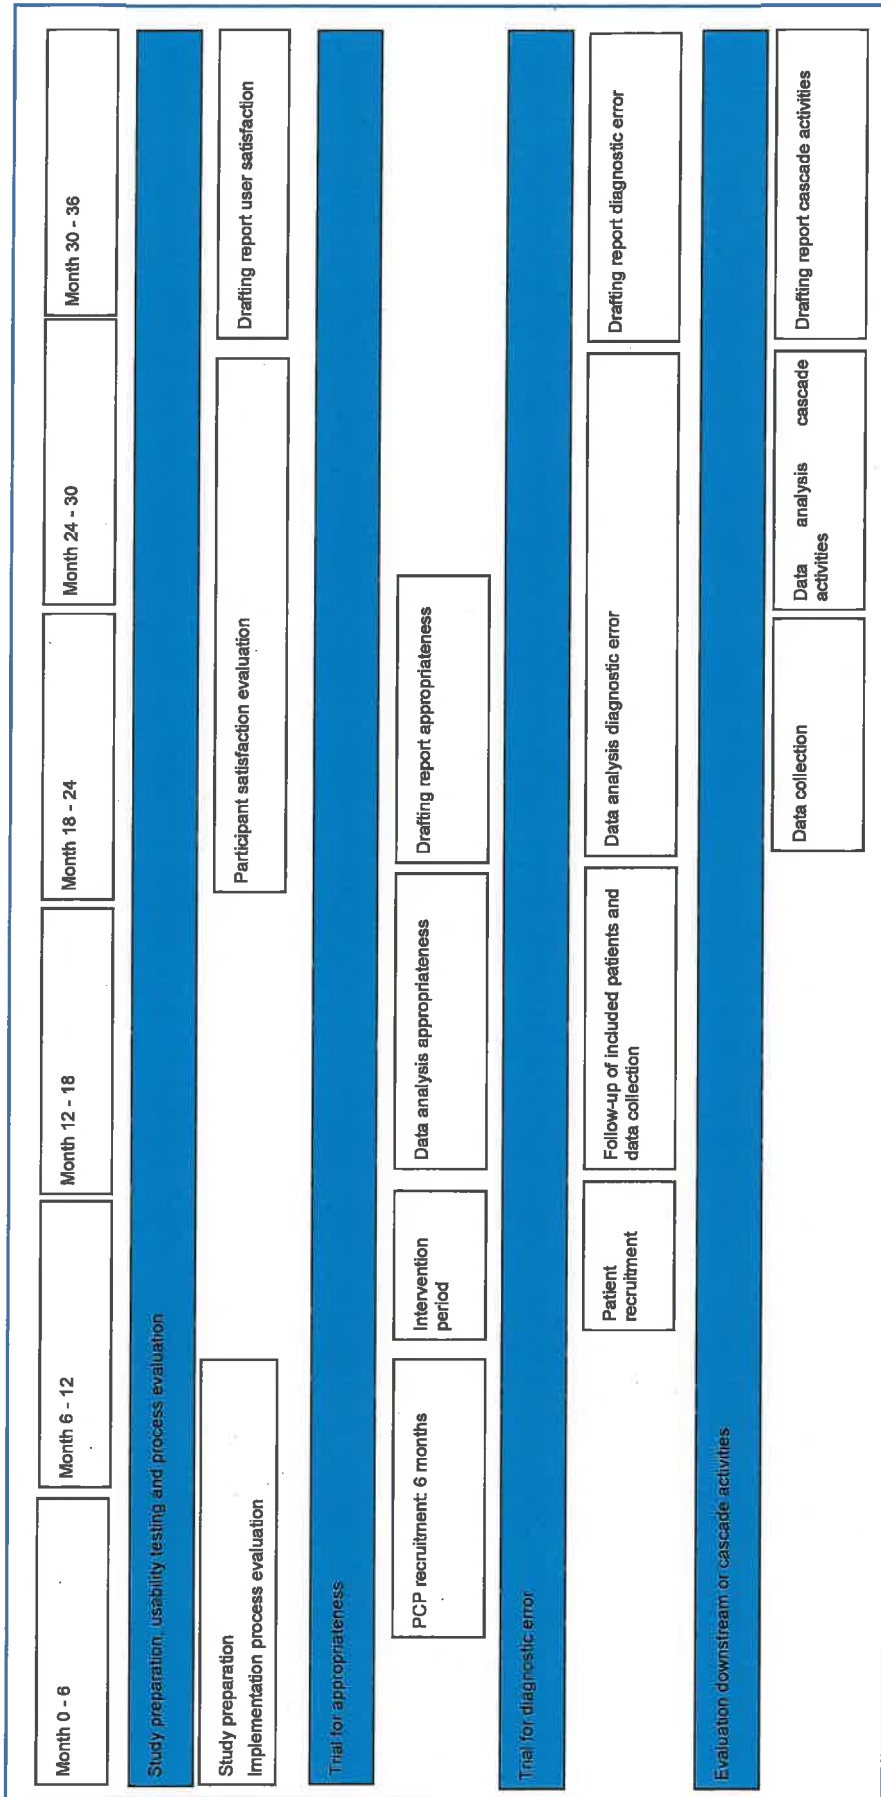 Month 0 - 6
Month 6 - 12
Month 12 - 18
Month 18 - 24
Month 24 - 30
Month 30 - 36
Study preparation, usability testing and process evaluation
Study preparation
Implementation process evaluation
Participant satisfaction evaluation
Drafting report user satisfaction
Trial for appropriateness
PCP recruitment: 6 months
Intervention
period
Data analysis appropriateness
Drafting report appropriateness
Trial for diagnostic error
Patient
recruitment
Follow-up of included patients and
data collection
Data analysis diagnostic error
Drafting report diagnostic error
Evaluation downstream or cascade activities
Data collection
Data analysis cascade
activities
Drafting report cascade activities